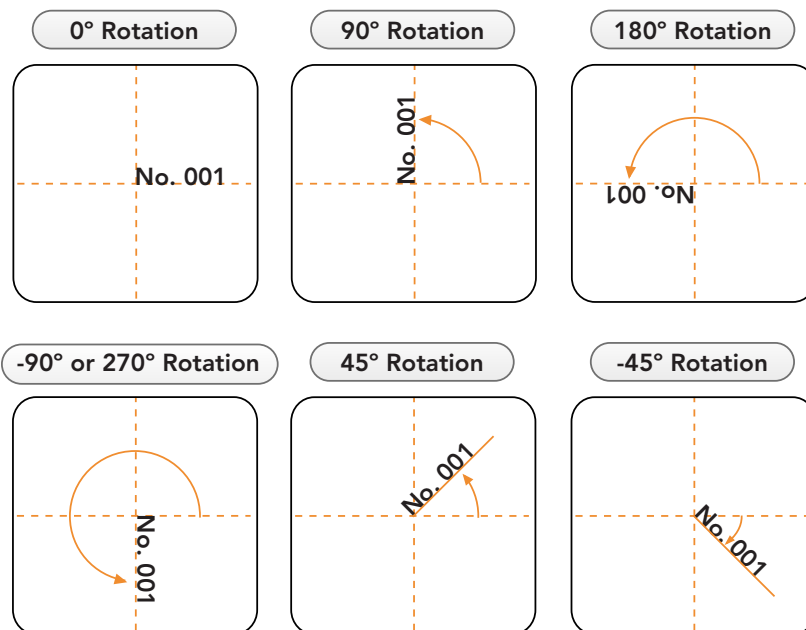 0° Rotation
90° Rotation
180° Rotation
No. 001
No. 001
No. 001
-90° or 270° Rotation
45° Rotation
-45° Rotation
No. 001
No. 001
No. 001